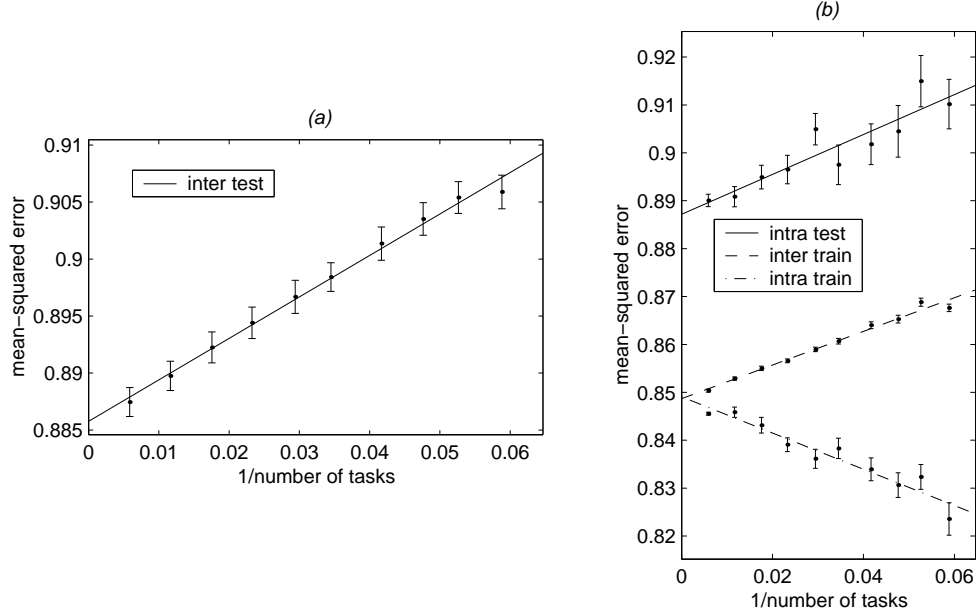 (a)
0.91
0.905
0.9
0.895
0.89
0.885
mean-squared error
inter test
0
0.01
0.02
0.03
0.04
0.05
0.06
1/number of tasks
(b)
0.92
0.91
0.9
0.89
0.88
0.87
0.86
0.85
0.84
0.83
0.82
mean-squared error
intra test
inter train
intra train
0
0.02
0.04
0.06
1/number of tasks